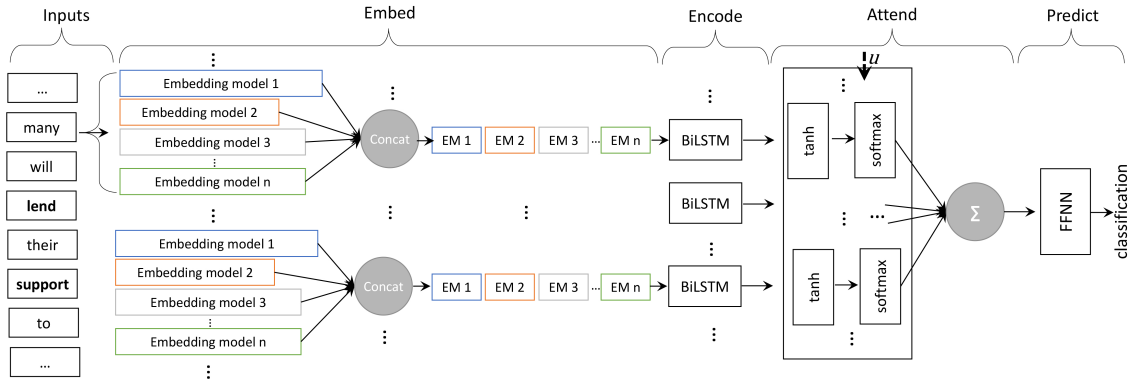 Inputs
Embed
Encode
Attend
Predict
...
many
will
lend
their
support
to
...
Embedding model 1
Embedding model 2
Embedding model 3
...
Embedding model n
Concat
EM 1
EM 2
EM 3
...
EM n
BiLSTM
BiLSTM
Embedding model 1
Embedding model 2
Embedding model 3
...
Embedding model n
Concat
EM 1
EM 2
EM 3
...
EM n
BiLSTM
u
tanh
softmax
...
tanh
softmax
Σ
FFNN
classification